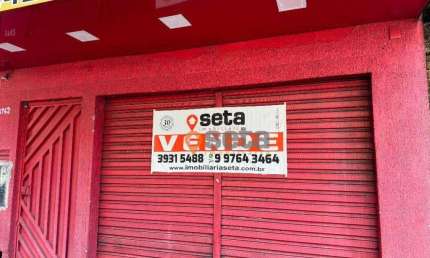 seta
VENDE
3931 5488 9 9764 3464
www.imobiliariaseta.com.br